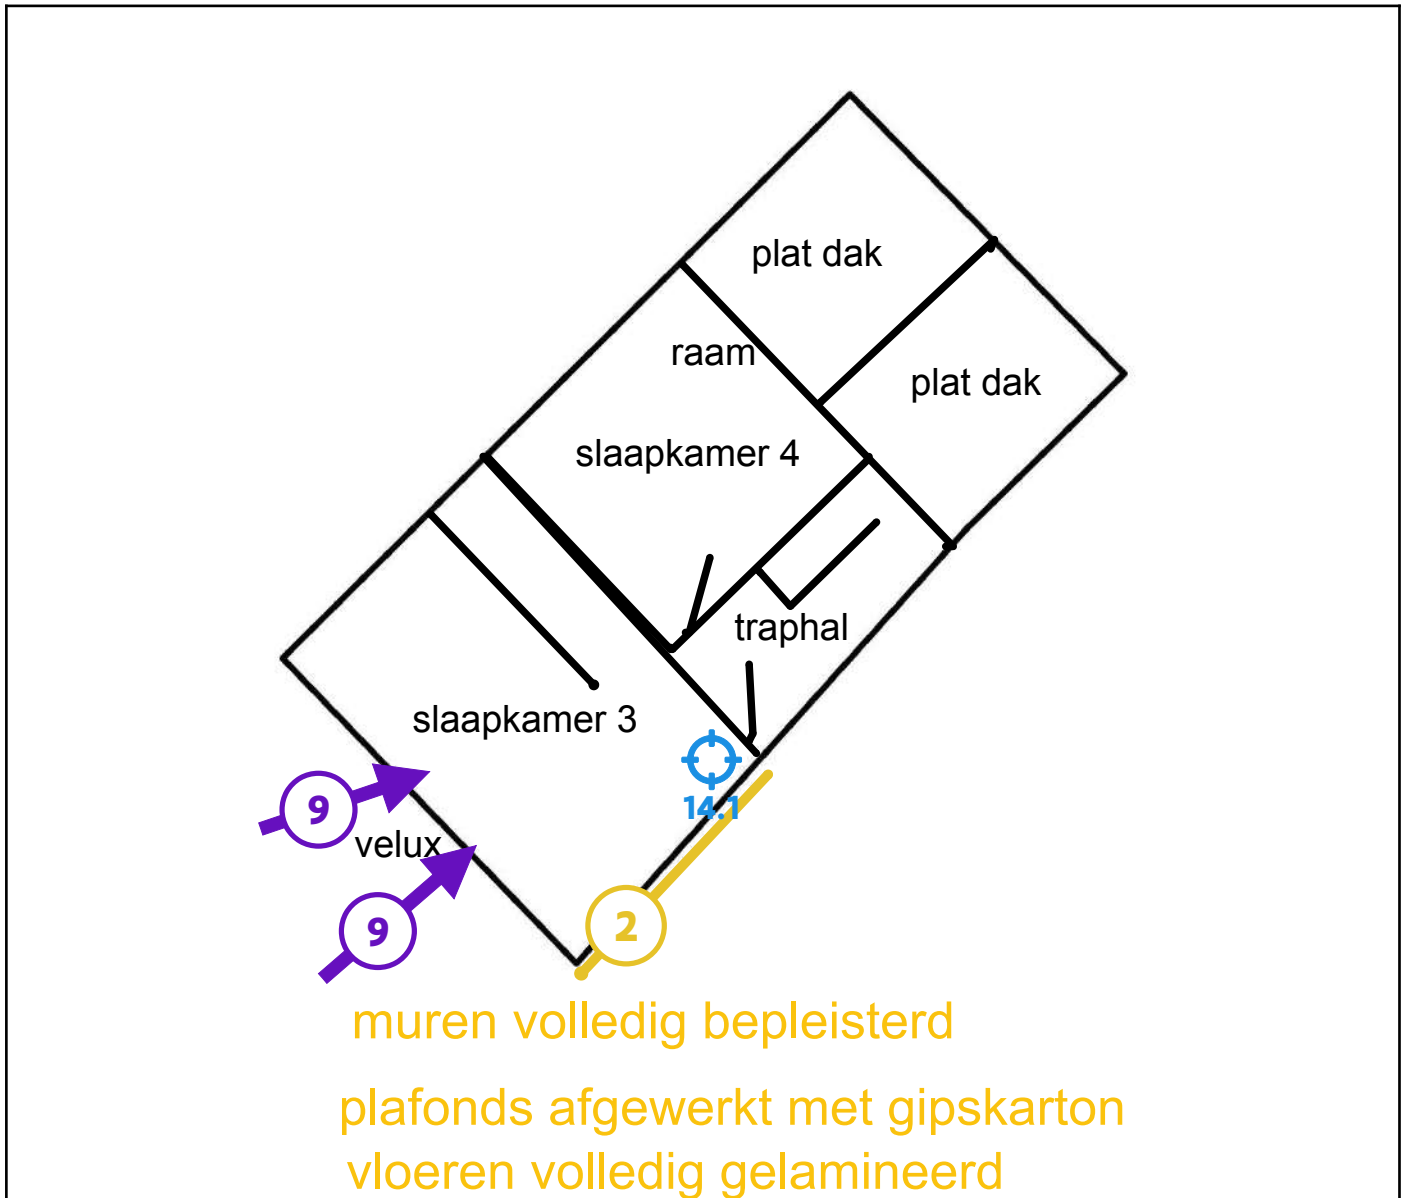 plat dak
raam
plat dak
slaapkamer 4
traphal
slaapkamer 3
14.1
9
velux
9
2
muren volledig bepleisterd
plafonds afgewerkt met gipskarton
vloeren volledig gelamineerd